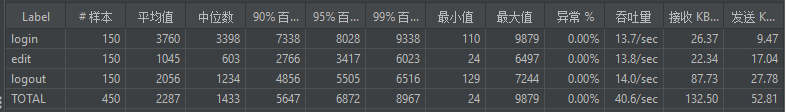 Label # 样本 平均值 中位数 90% 百... 95% 百... 99% 百... 最小值 最大值 异常 % 吞吐量 接收 KB... 发送 K...
login 150 3760 3398 7338 8028 9338 110 9879 0.00% 13.7/sec 26.37 9.47
edit 150 1045 603 2766 3417 6023 24 6497 0.00% 13.8/sec 22.34 17.04
logout 150 2056 1234 4856 5505 6516 129 7244 0.00% 14.0/sec 87.73 27.78
TOTAL 450 2287 1433 5647 6872 8967 24 9879 0.00% 40.6/sec 132.50 52.81